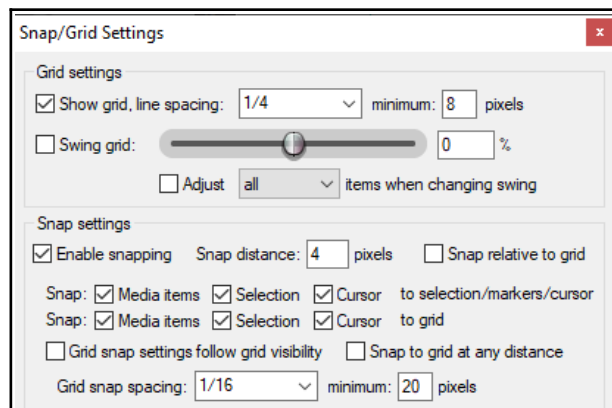 Snap/Grid Settings
x
Grid settings
Show grid, line spacing: 1/4 minimum: 8 pixels
Swing grid: 0 %
Adjust all items when changing swing
Snap settings
Enable snapping Snap distance: 4 pixels Snap relative to grid
Snap: Media items Selection Cursor to selection/markers/cursor
Snap: Media items Selection Cursor to grid
Grid snap settings follow grid visibility Snap to grid at any distance
Grid snap spacing: 1/16 minimum: 20 pixels